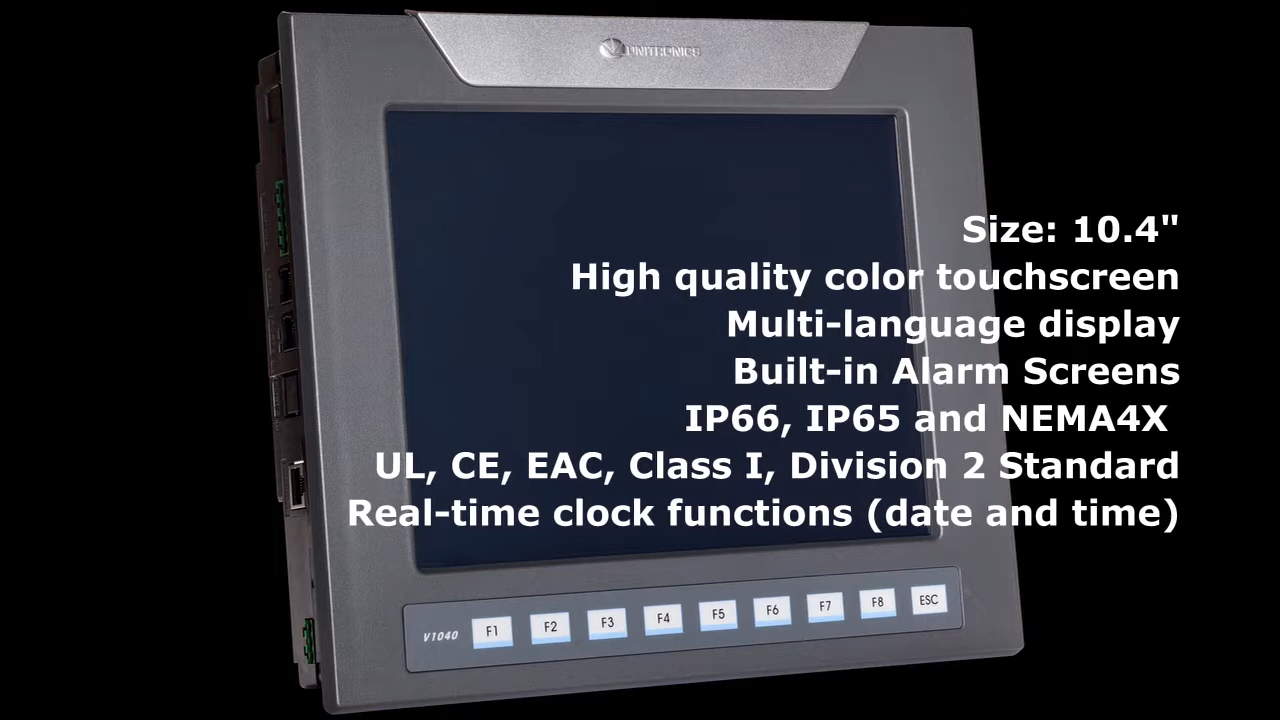 UNITRONICS
Size: 10.4"
High quality color touchscreen
Multi-language display
Built-in Alarm Screens
IP66, IP65 and NEMA4X
UL, CE, EAC, Class I, Division 2 Standard
Real-time clock functions (date and time)
V1040 F1 F2 F3 F4 F5 F6 F7 F8 ESC